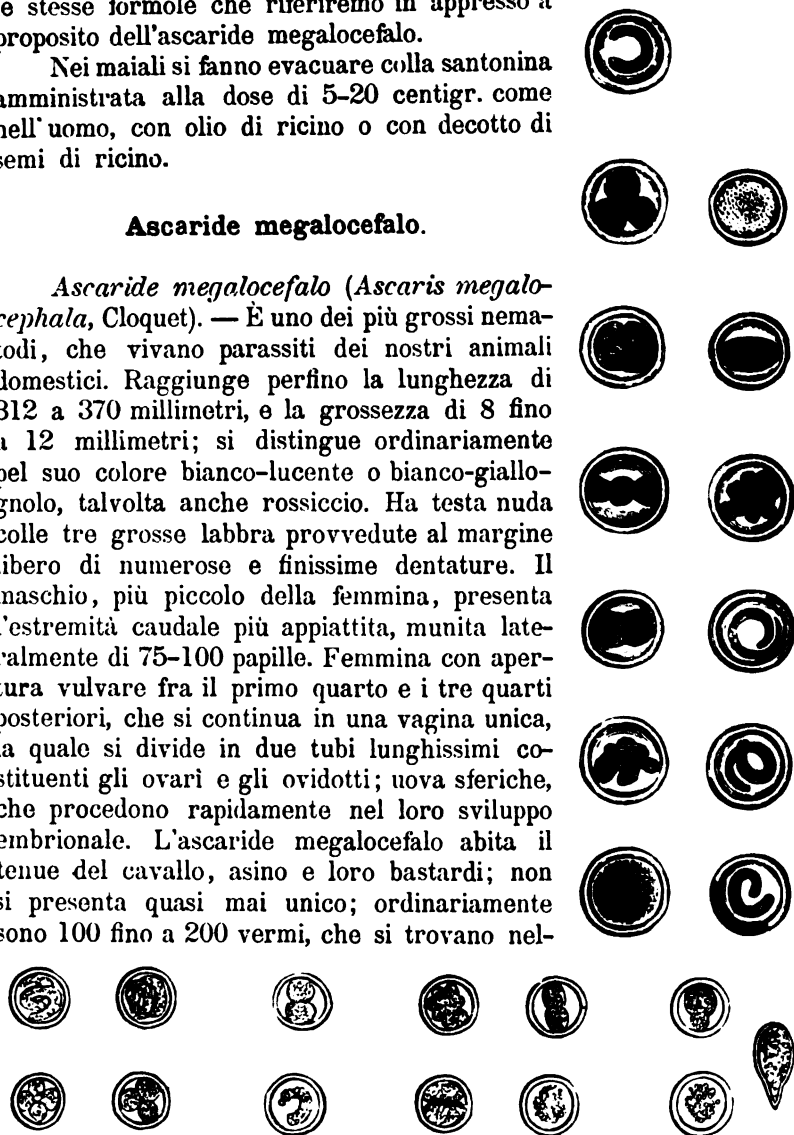 le stesse formole che riferiremo in appresso a
proposito dell'ascaride megalocefalo.
Nei maiali si fanno evacuare colla santonina
amministrata alla dose di 5–20 centigr. come
nell'uomo, con olio di ricino o con decotto di
semi di ricino.
Ascaride megalocefalo.
Ascaride megalocefalo (Ascaris megalo-
cephala, Cloquet). — È uno dei più grossi nema-
todi, che vivano parassiti dei nostri animali
domestici. Raggiunge perfino la lunghezza di
312 a 370 millimetri, e la grossezza di 8 fino
a 12 millimetri; si distingue ordinariamente
pel suo colore bianco-lucente o bianco-giallo-
gnolo, talvolta anche rossiccio. Ha testa nuda
colle tre grosse labbra provvedute al margine
libero di numerose e finissime dentature. Il
maschio, più piccolo della femmina, presenta
l'estremità caudale più appiattita, munita late-
ralmente di 75–100 papille. Femmina con aper-
tura vulvare fra il primo quarto e i tre quarti
posteriori, che si continua in una vagina unica,
la quale si divide in due tubi lunghissimi co-
stituenti gli ovari e gli ovidotti; uova sferiche,
che procedono rapidamente nel loro sviluppo
embrionale. L'ascaride megalocefalo abita il
tenue del cavallo, asino e loro bastardi; non
si presenta quasi mai unico; ordinariamente
sono 100 fino a 200 vermi, che si trovano nel-